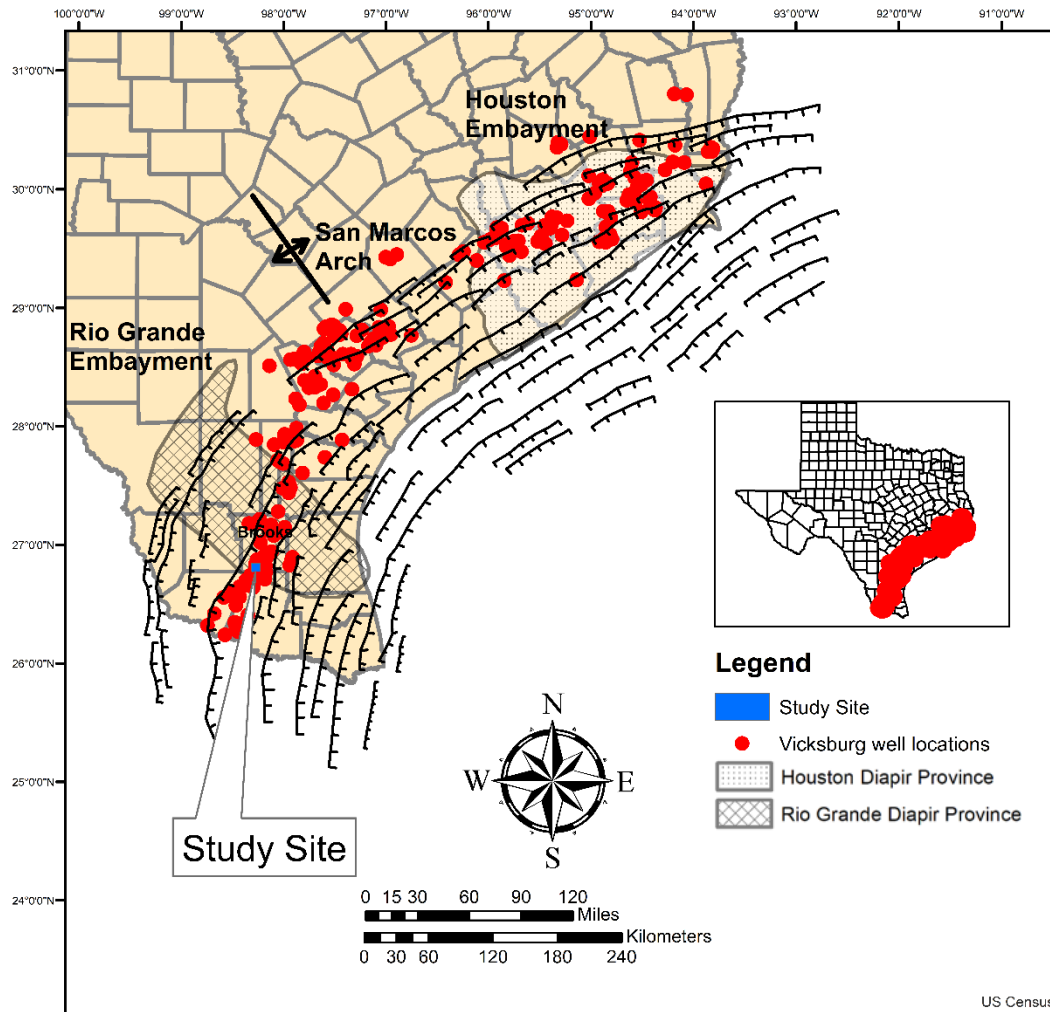 100°0'0"W 99°0'0"W 98°0'0"W 97°0'0"W 96°0'0"W 95°0'0"W 94°0'0"W 93°0'0"W 92°0'0"W 91°0'0"W
31°0'0"N
30°0'0"N
29°0'0"N
28°0'0"N
27°0'0"N
26°0'0"N
25°0'0"N
24°0'0"N
Houston
Embayment
San Marcos
Arch
Rio Grande
Embayment
Brooks
Study Site
N
W E
S
0 15 30 60 90 120
Miles
Kilometers
0 30 60 120 180 240
Legend
Study Site
Vicksburg well locations
Houston Diapir Province
Rio Grande Diapir Province
US Census